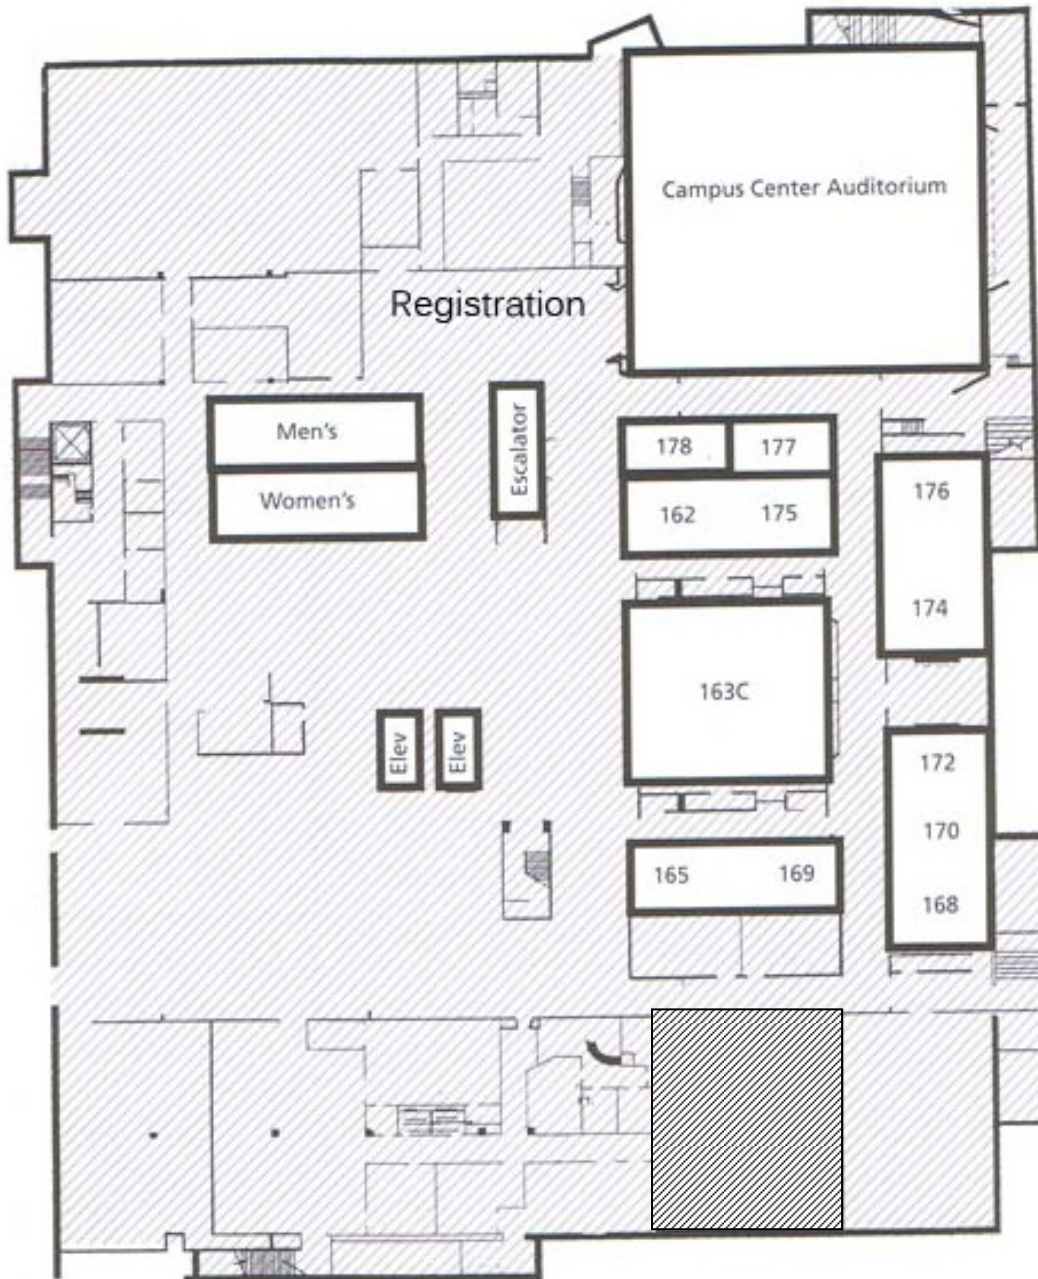 Campus Center Auditorium
Registration
Men's
Women's
Escalator
178
177
162
175
176
174
163C
Elev
Elev
172
170
168
165
169